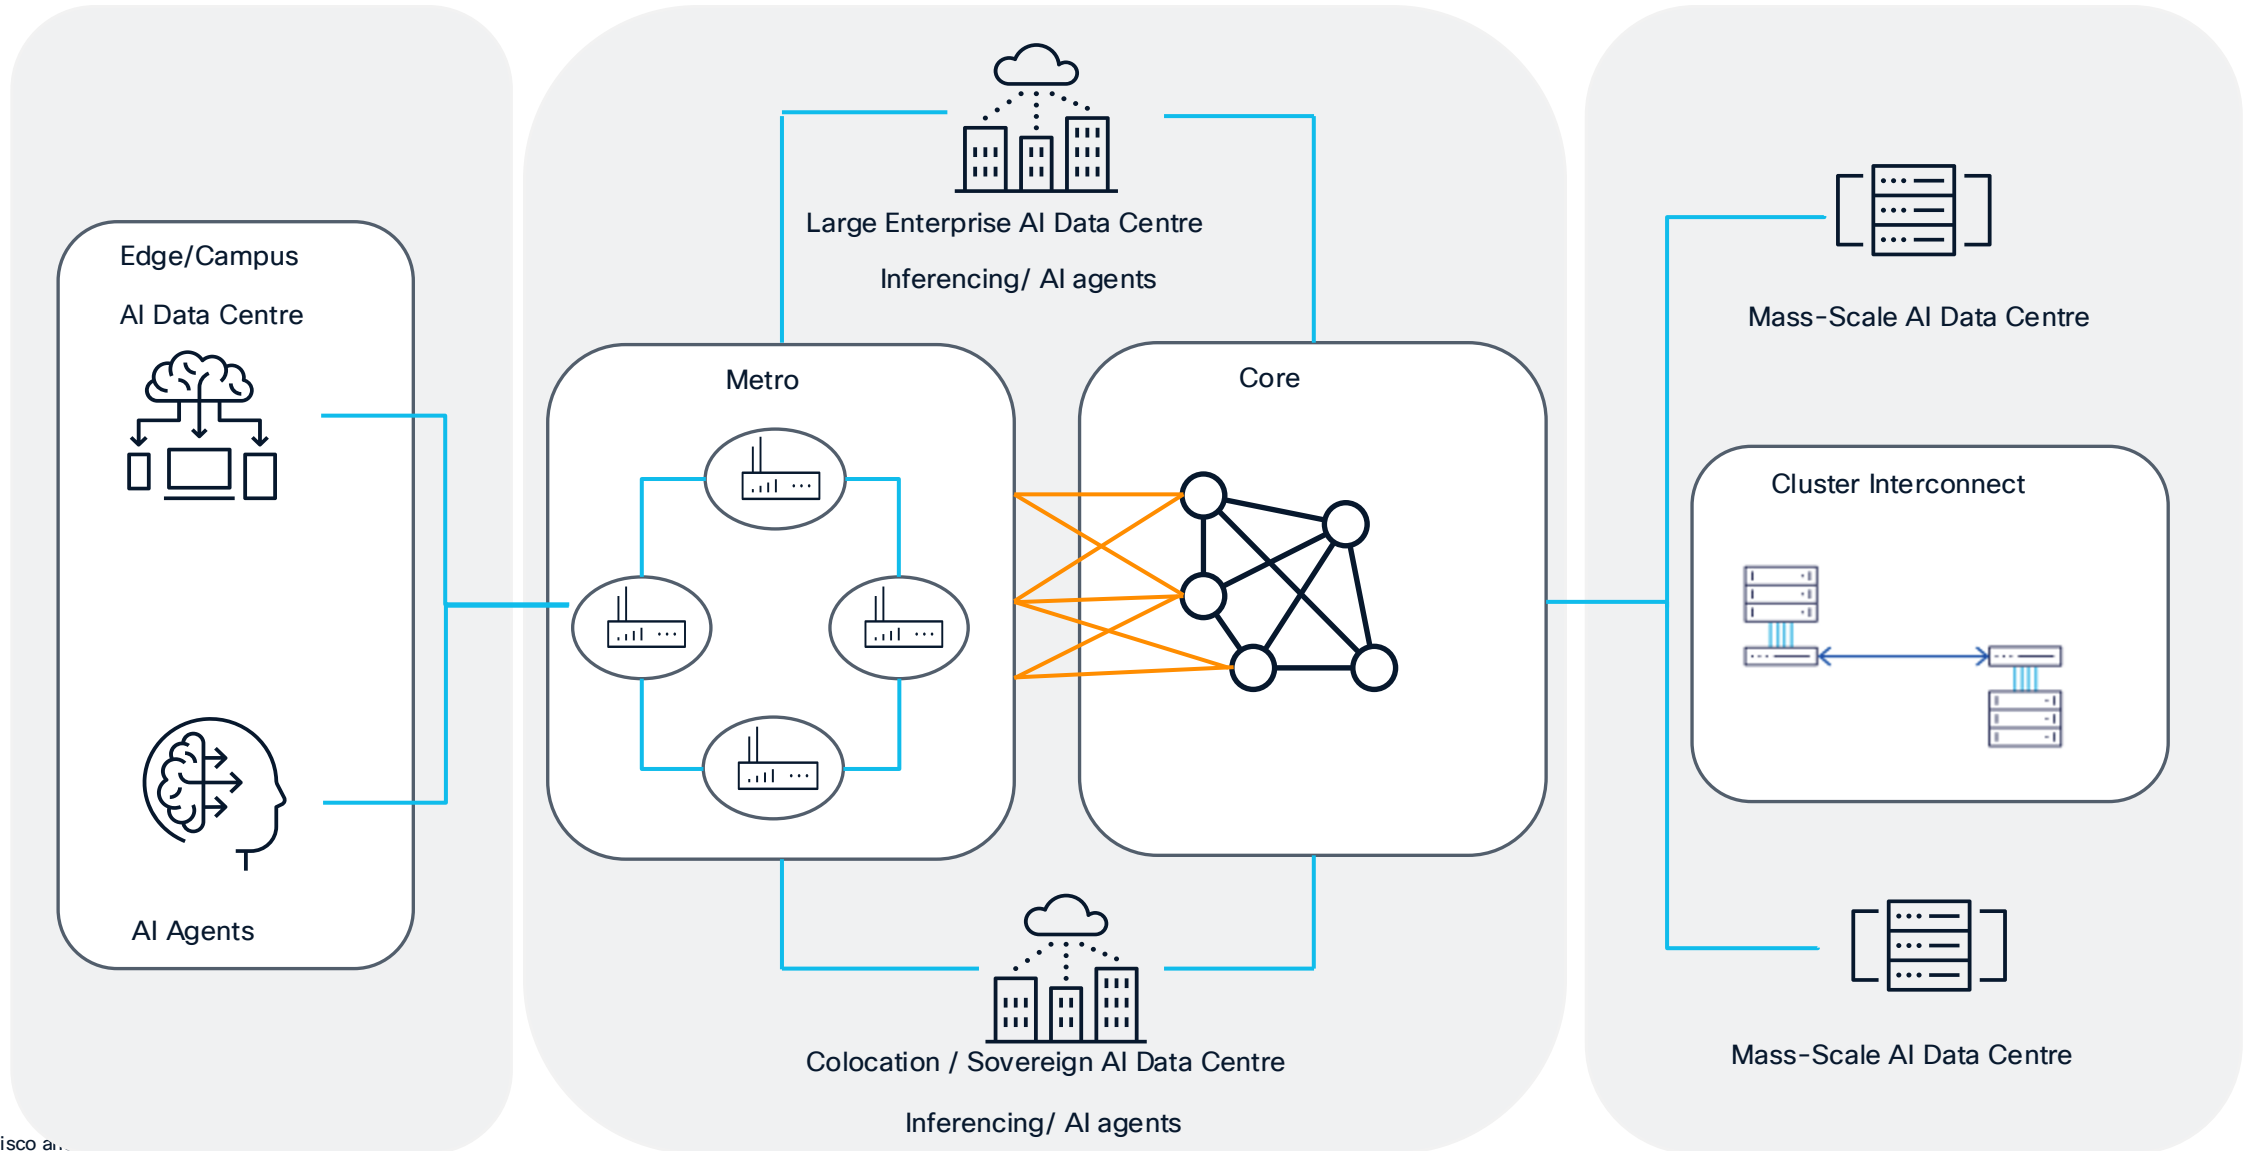 Edge/Campus
AI Data Centre
AI Agents
Large Enterprise AI Data Centre
Inferencing/ AI agents
Metro
Core
Colocation / Sovereign AI Data Centre
Inferencing/ AI agents
Mass-Scale AI Data Centre
Cluster Interconnect
Mass-Scale AI Data Centre
isco